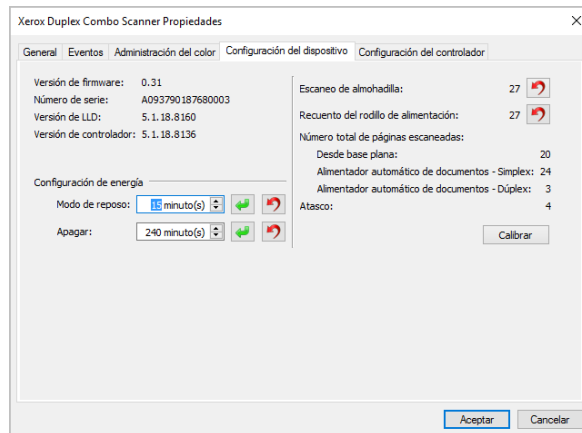 Xerox Duplex Combo Scanner Propiedades
General Eventos Administración del color Configuración del dispositivo Configuración del controlador
Versión de firmware: 0.31
Número de serie: A093790187680003
Versión de LLD: 5.1.18.8160
Versión de controlador: 5.1.18.8136
Configuración de energía
Modo de reposo: 15 minuto(s)
Apagar: 240 minuto(s)
Escaneo de almohadilla: 27
Recuento del rodillo de alimentación: 27
Número total de páginas escaneadas:
Desde base plana: 20
Alimentador automático de documentos - Simplex: 24
Alimentador automático de documentos - Dúplex: 3
Atasco: 4
Calibrar
Aceptar Cancelar